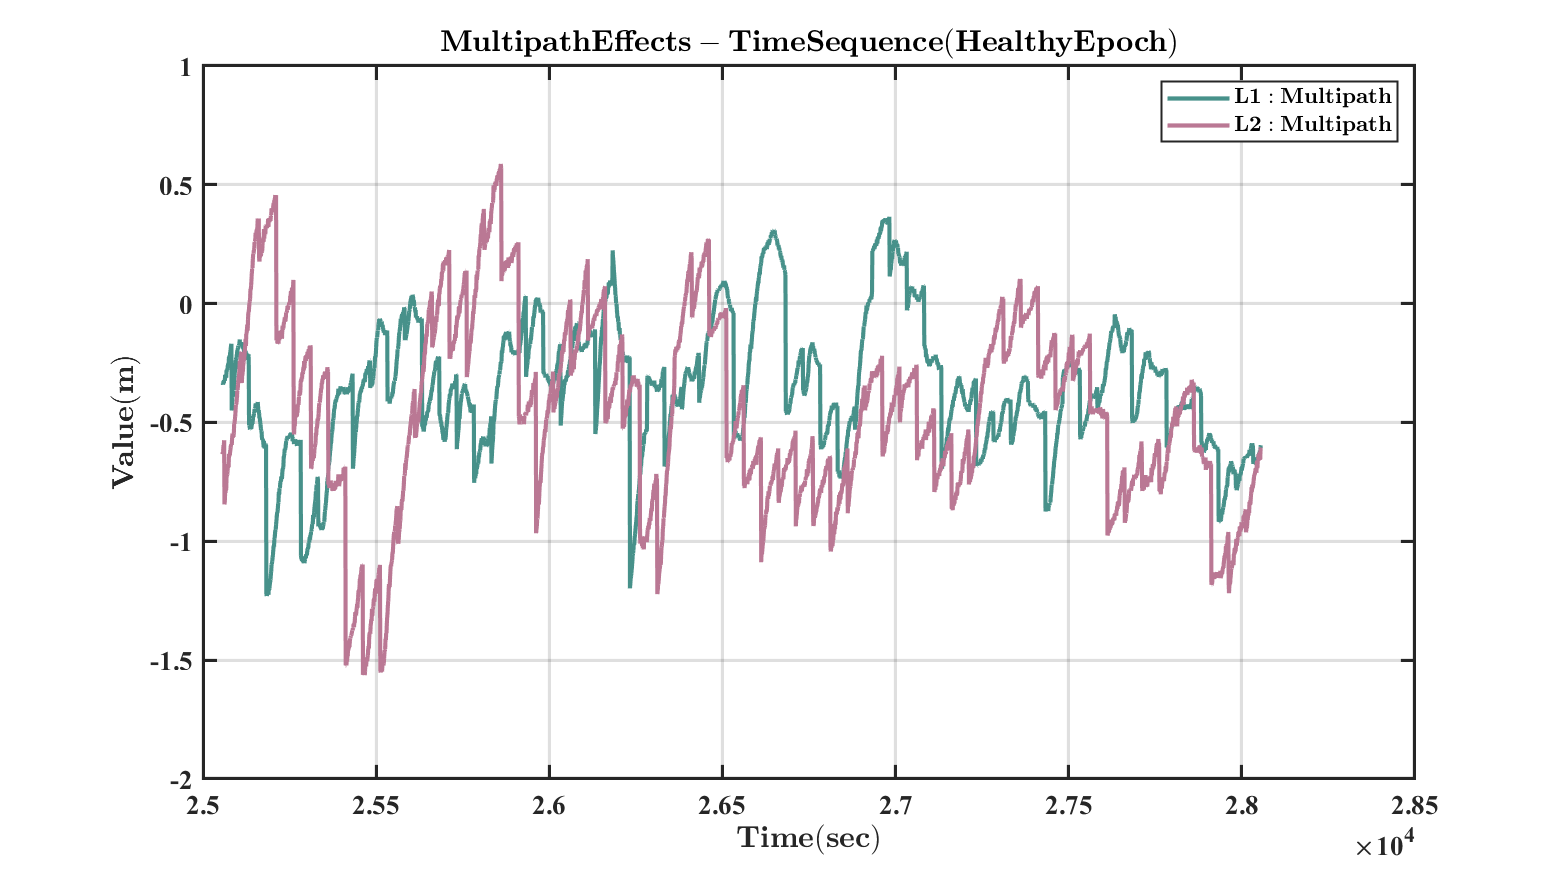 MultipathEffects – TimeSequence(HealthyEpoch)
L1 : Multipath
L2 : Multipath
Value(m)
1
0.5
0
-0.5
-1
-1.5
-2
2.5 2.55 2.6 2.65 2.7 2.75 2.8 2.85
Time(sec)
×10^4